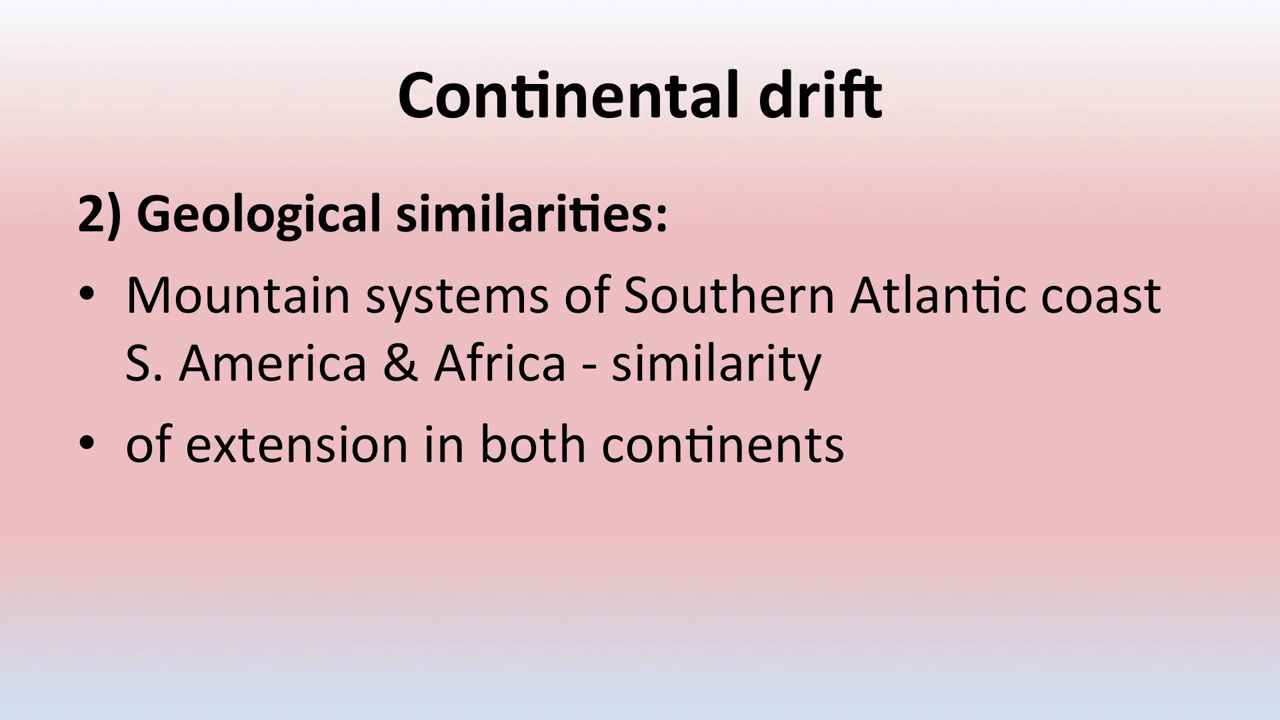 Continental drift
2) Geological similarities:
• Mountain systems of Southern Atlantic coast
S. America & Africa - similarity
• of extension in both continents